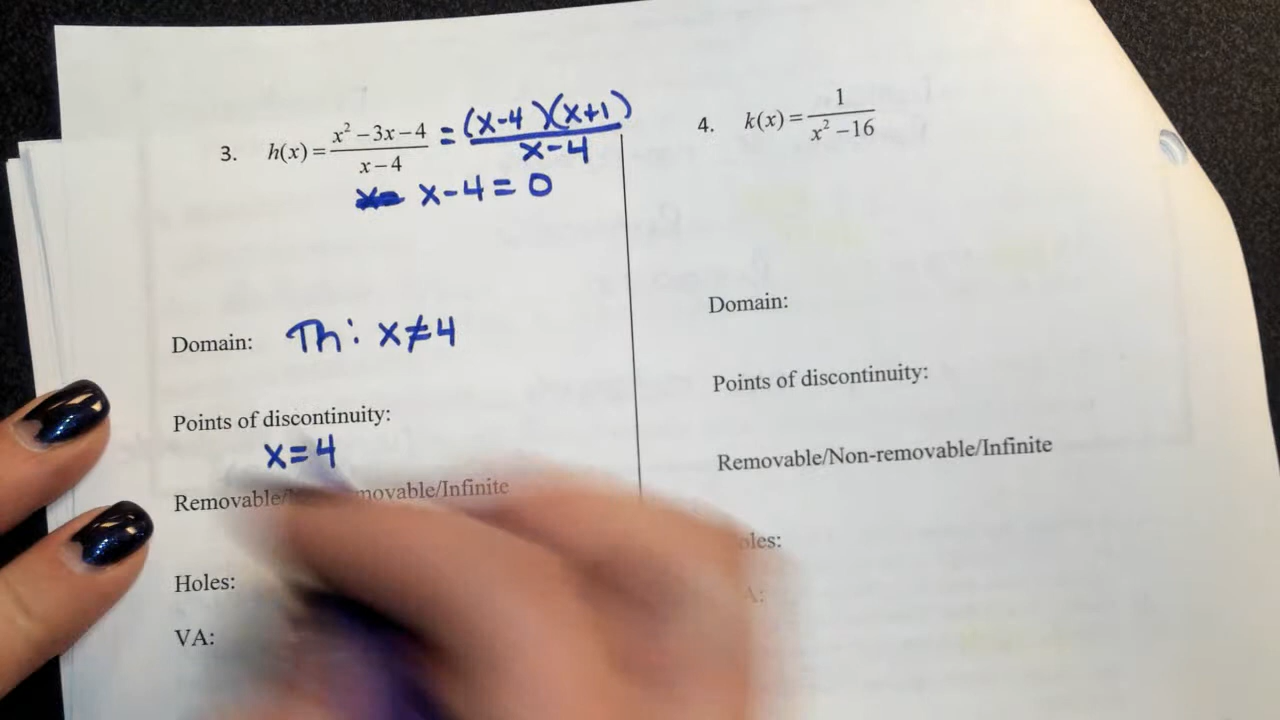 3. h(x) = (x² − 3x − 4)/(x − 4) = (x−4)(x+1)/(x−4)
x−4 = 0
Domain: Th: x≠4
Points of discontinuity:
x=4
Removable/ movable/Infinite
Holes:
VA:
4. k(x) = 1/(x² − 16)
Domain:
Points of discontinuity:
Removable/Non-removable/Infinite
oles: